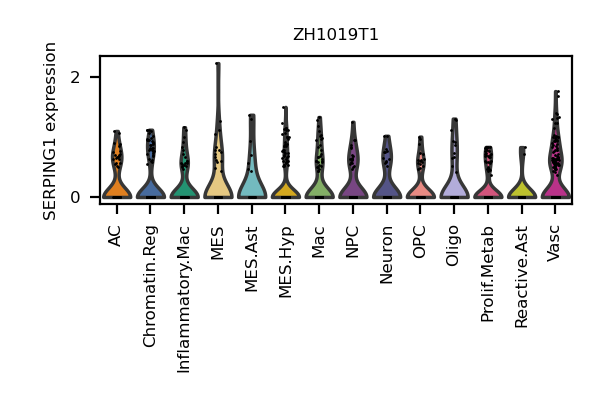 ZH1019T1
SERPING1 expression
2
0
AC
Chromatin.Reg
Inflammatory.Mac
MES
MES.Ast
MES.Hyp
Mac
NPC
Neuron
OPC
Oligo
Prolif.Metab
Reactive.Ast
Vasc